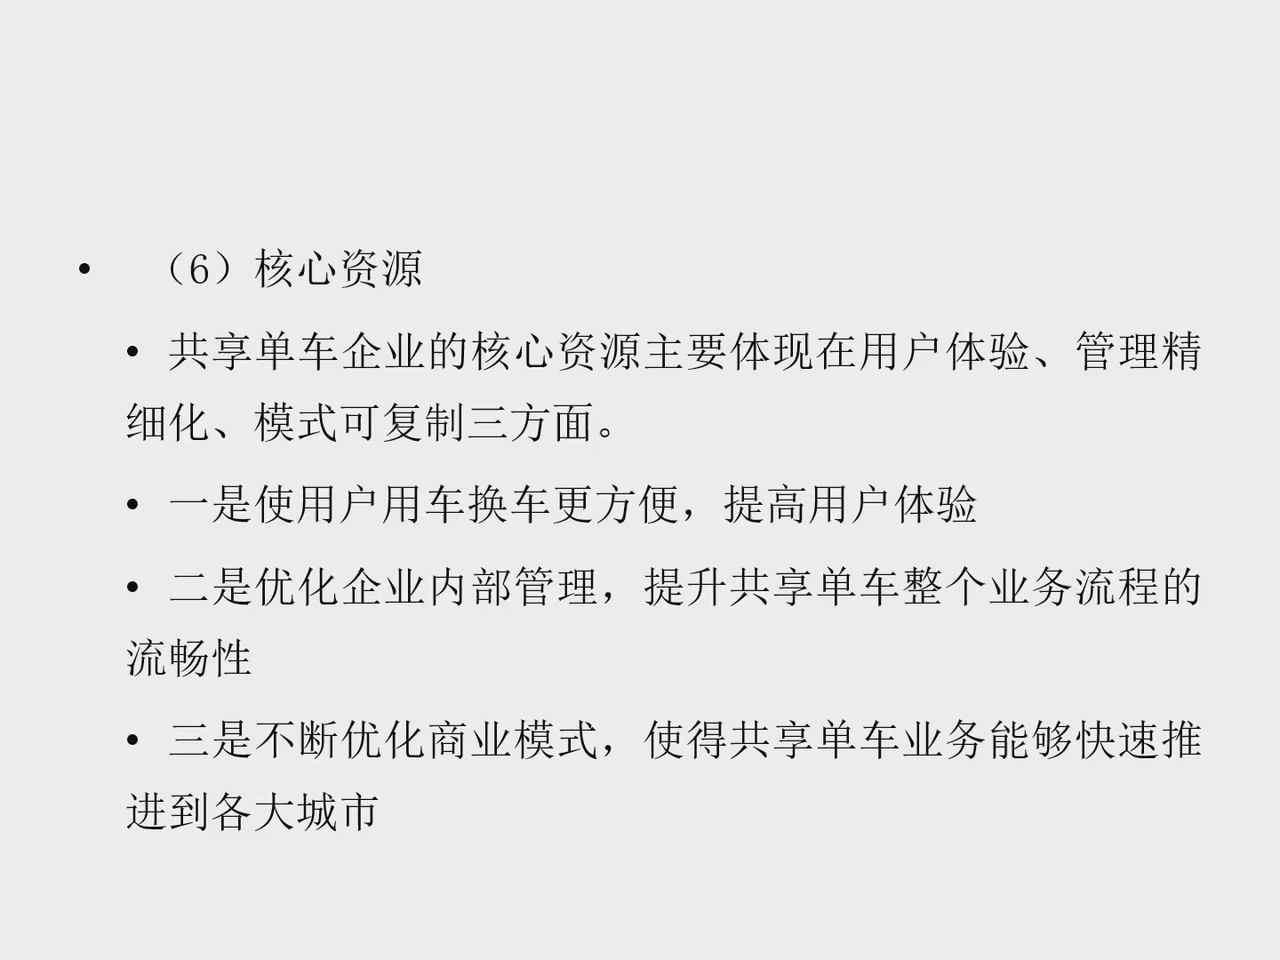 • （6）核心资源
• 共享单车企业的核心资源主要体现在用户体验、管理精
细化、模式可复制三方面。
• 一是使用户用车换车更方便，提高用户体验
• 二是优化企业内部管理，提升共享单车整个业务流程的
流畅性
• 三是不断优化商业模式，使得共享单车业务能够快速推
进到各大城市